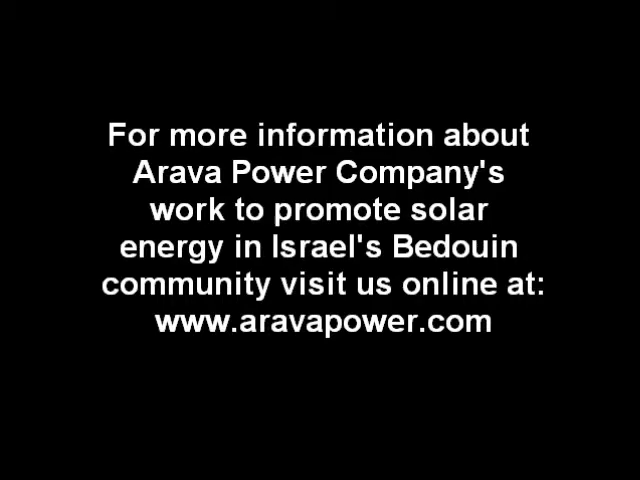 For more information about
Arava Power Company's
work to promote solar
energy in Israel's Bedouin
community visit us online at:
www.aravapower.com